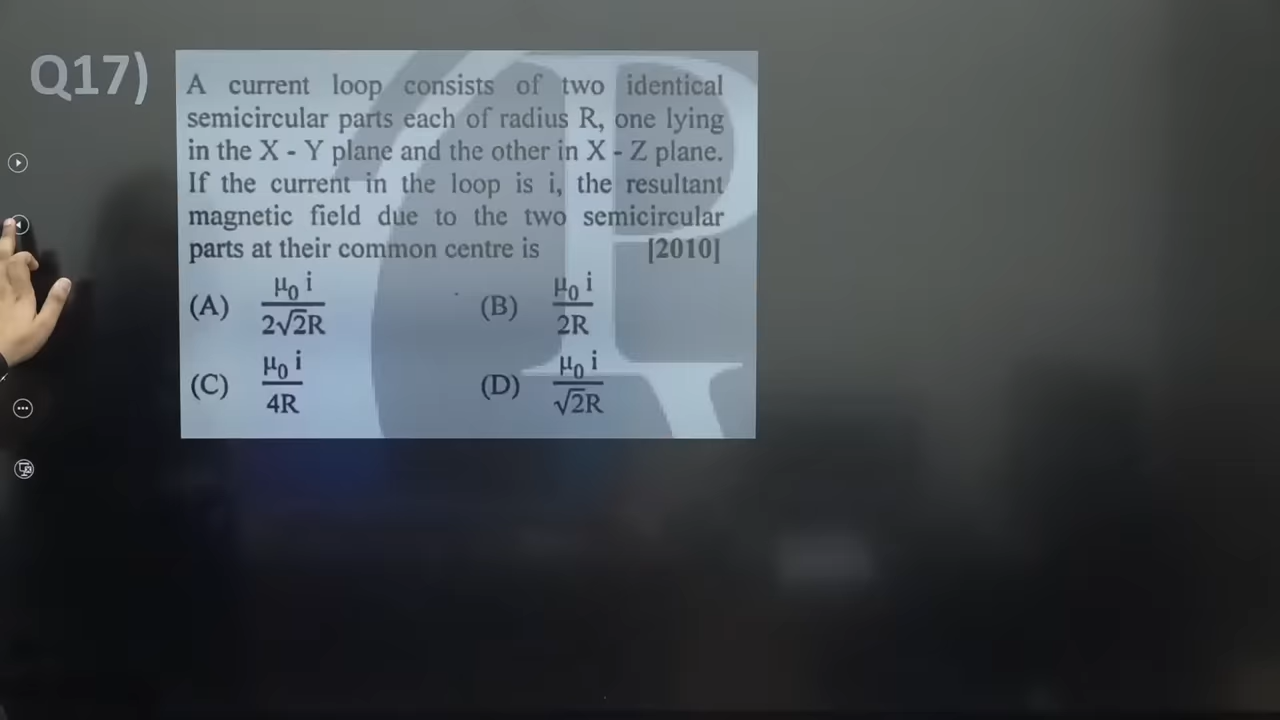 Q17)
A current loop consists of two identical
semicircular parts each of radius R, one lying
in the X - Y plane and the other in X - Z plane.
If the current in the loop is i, the resultant
magnetic field due to the two semicircular
parts at their common centre is [2010]
(A) μ₀ i / 2√2R (B) μ₀ i / 2R
(C) μ₀ i / 4R (D) μ₀ i / √2R